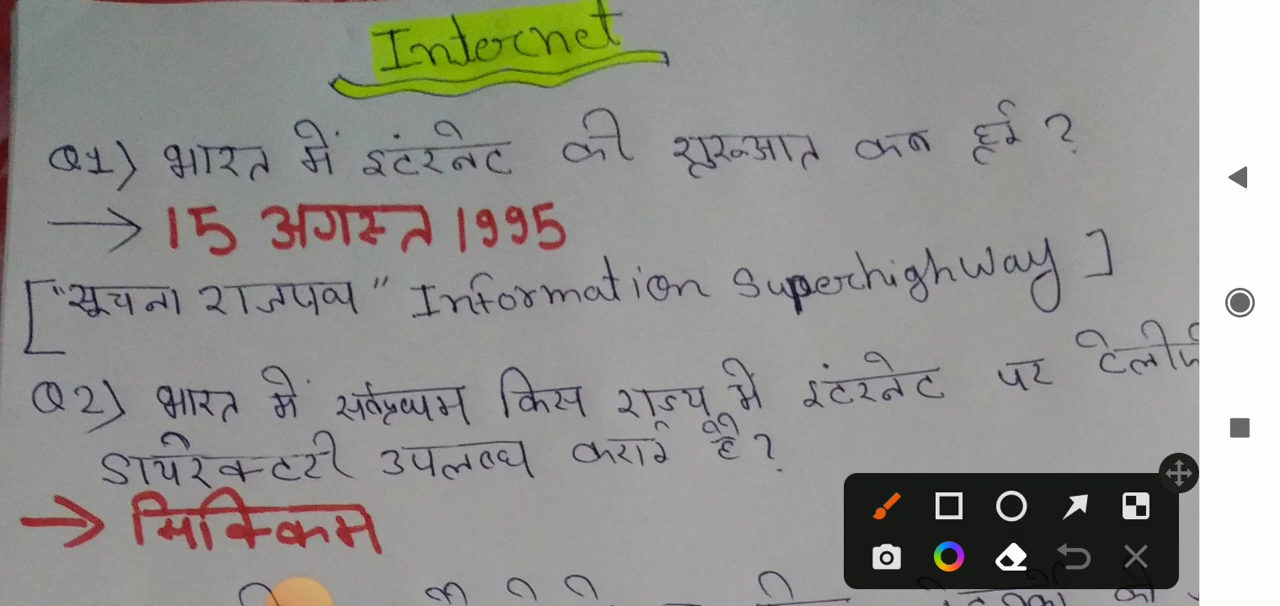 Internet
Q1) भारत में इंटरनेट की शुरुआत कब हुई ?
→ 15 अगस्त 1995
["सूचना राजपथ" Information Superhighway]
Q2) भारत में सर्वप्रथम किस राज्य में इंटरनेट पर
डायरेक्टरी उपलब्ध कराई है ?
→ सिक्किम